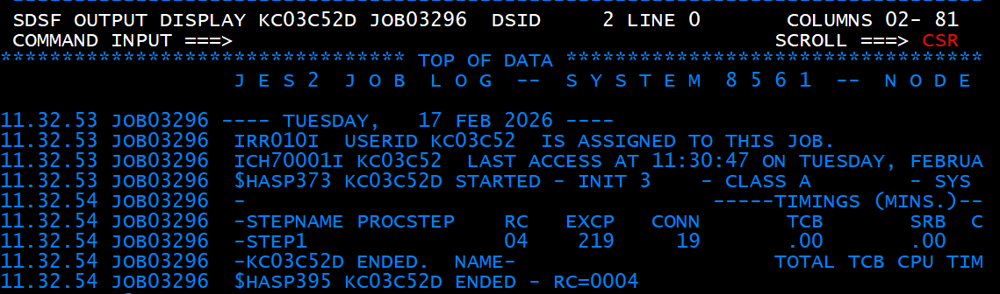 SDSF OUTPUT DISPLAY KC03C52D JOB03296  DSID     2 LINE 0       COLUMNS 02- 81
COMMAND INPUT ===>                                            SCROLL ===> CSR
********************************* TOP OF DATA **********************************
                   J E S 2  J O B  L O G  --  S Y S T E M  8 5 6 1  --  N O D E
11.32.53 JOB03296 ---- TUESDAY,   17 FEB 2026 ----
11.32.53 JOB03296  IRR010I  USERID KC03C52  IS ASSIGNED TO THIS JOB.
11.32.53 JOB03296  ICH70001I KC03C52  LAST ACCESS AT 11:30:47 ON TUESDAY, FEBRUA
11.32.53 JOB03296  $HASP373 KC03C52D STARTED - INIT 3    - CLASS A        - SYS
11.32.54 JOB03296  -                                      -----TIMINGS (MINS.)--
11.32.54 JOB03296  -STEPNAME PROCSTEP    RC   EXCP   CONN       TCB       SRB  C
11.32.54 JOB03296  -STEP1                04    219     19       .00       .00
11.32.54 JOB03296  -KC03C52D ENDED.  NAME-                     TOTAL TCB CPU TIM
11.32.54 JOB03296  $HASP395 KC03C52D ENDED - RC=0004